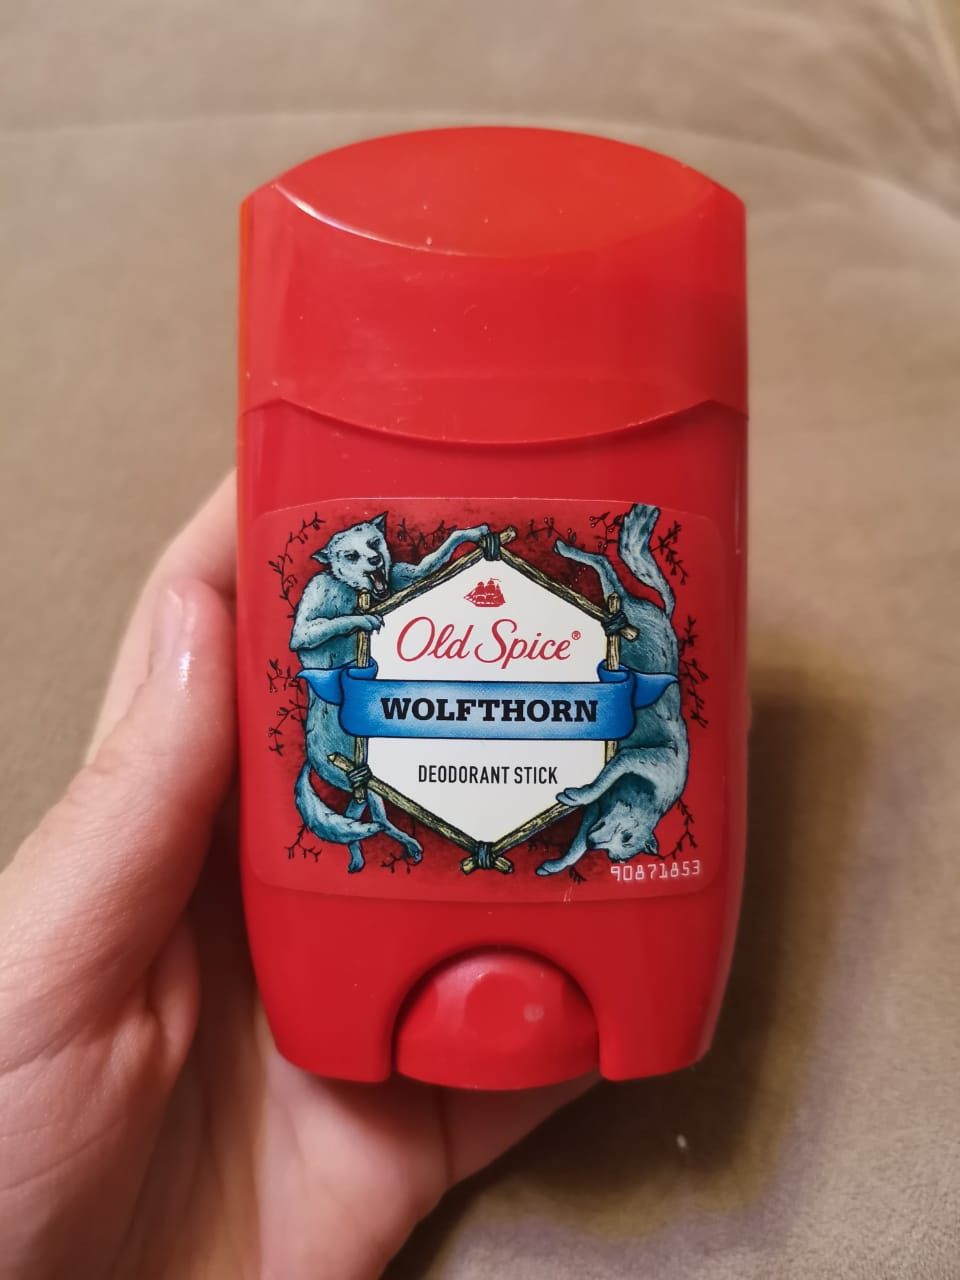 Old Spice®
WOLFTHORN
DEODORANT STICK
90871853